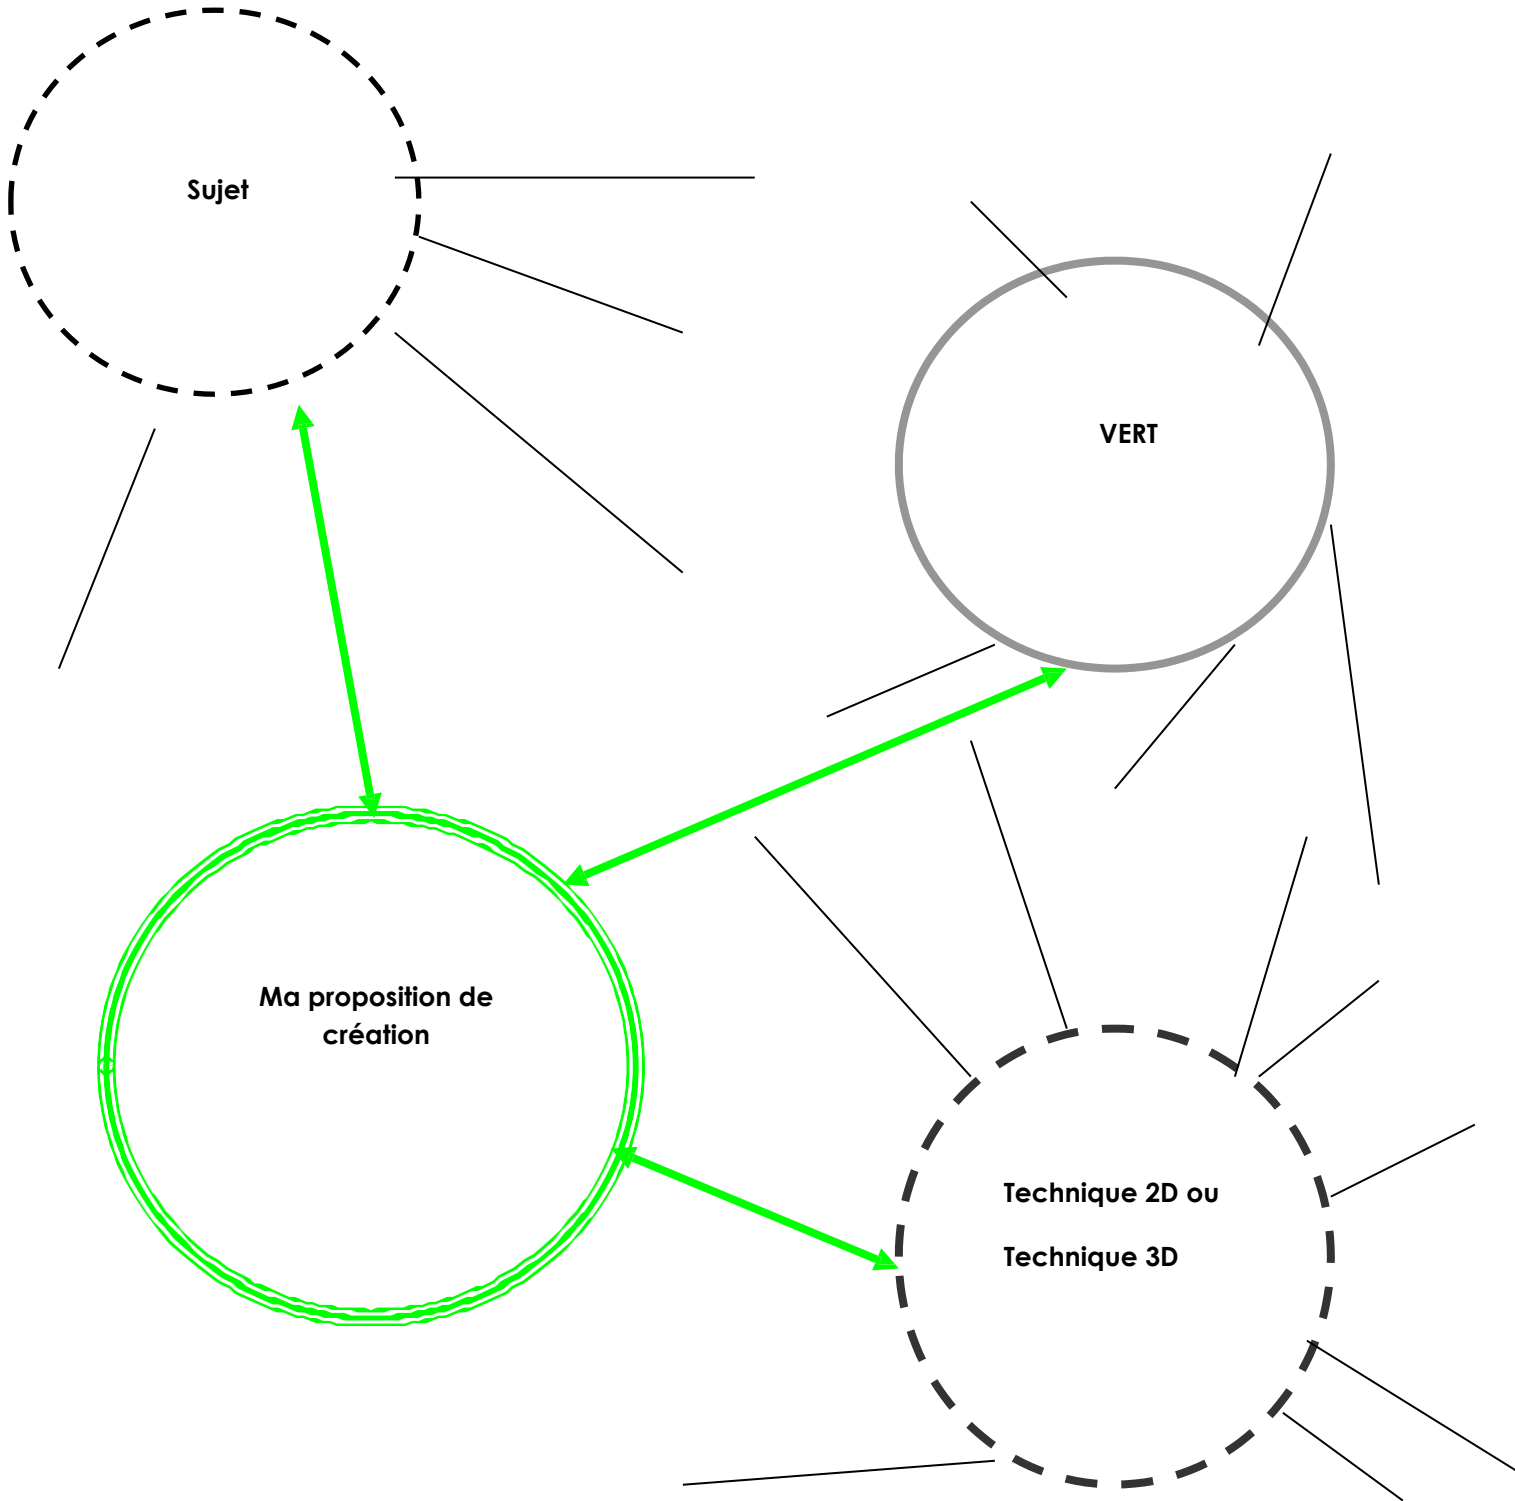 Sujet
VERT
Ma proposition de
création
Technique 2D ou
Technique 3D